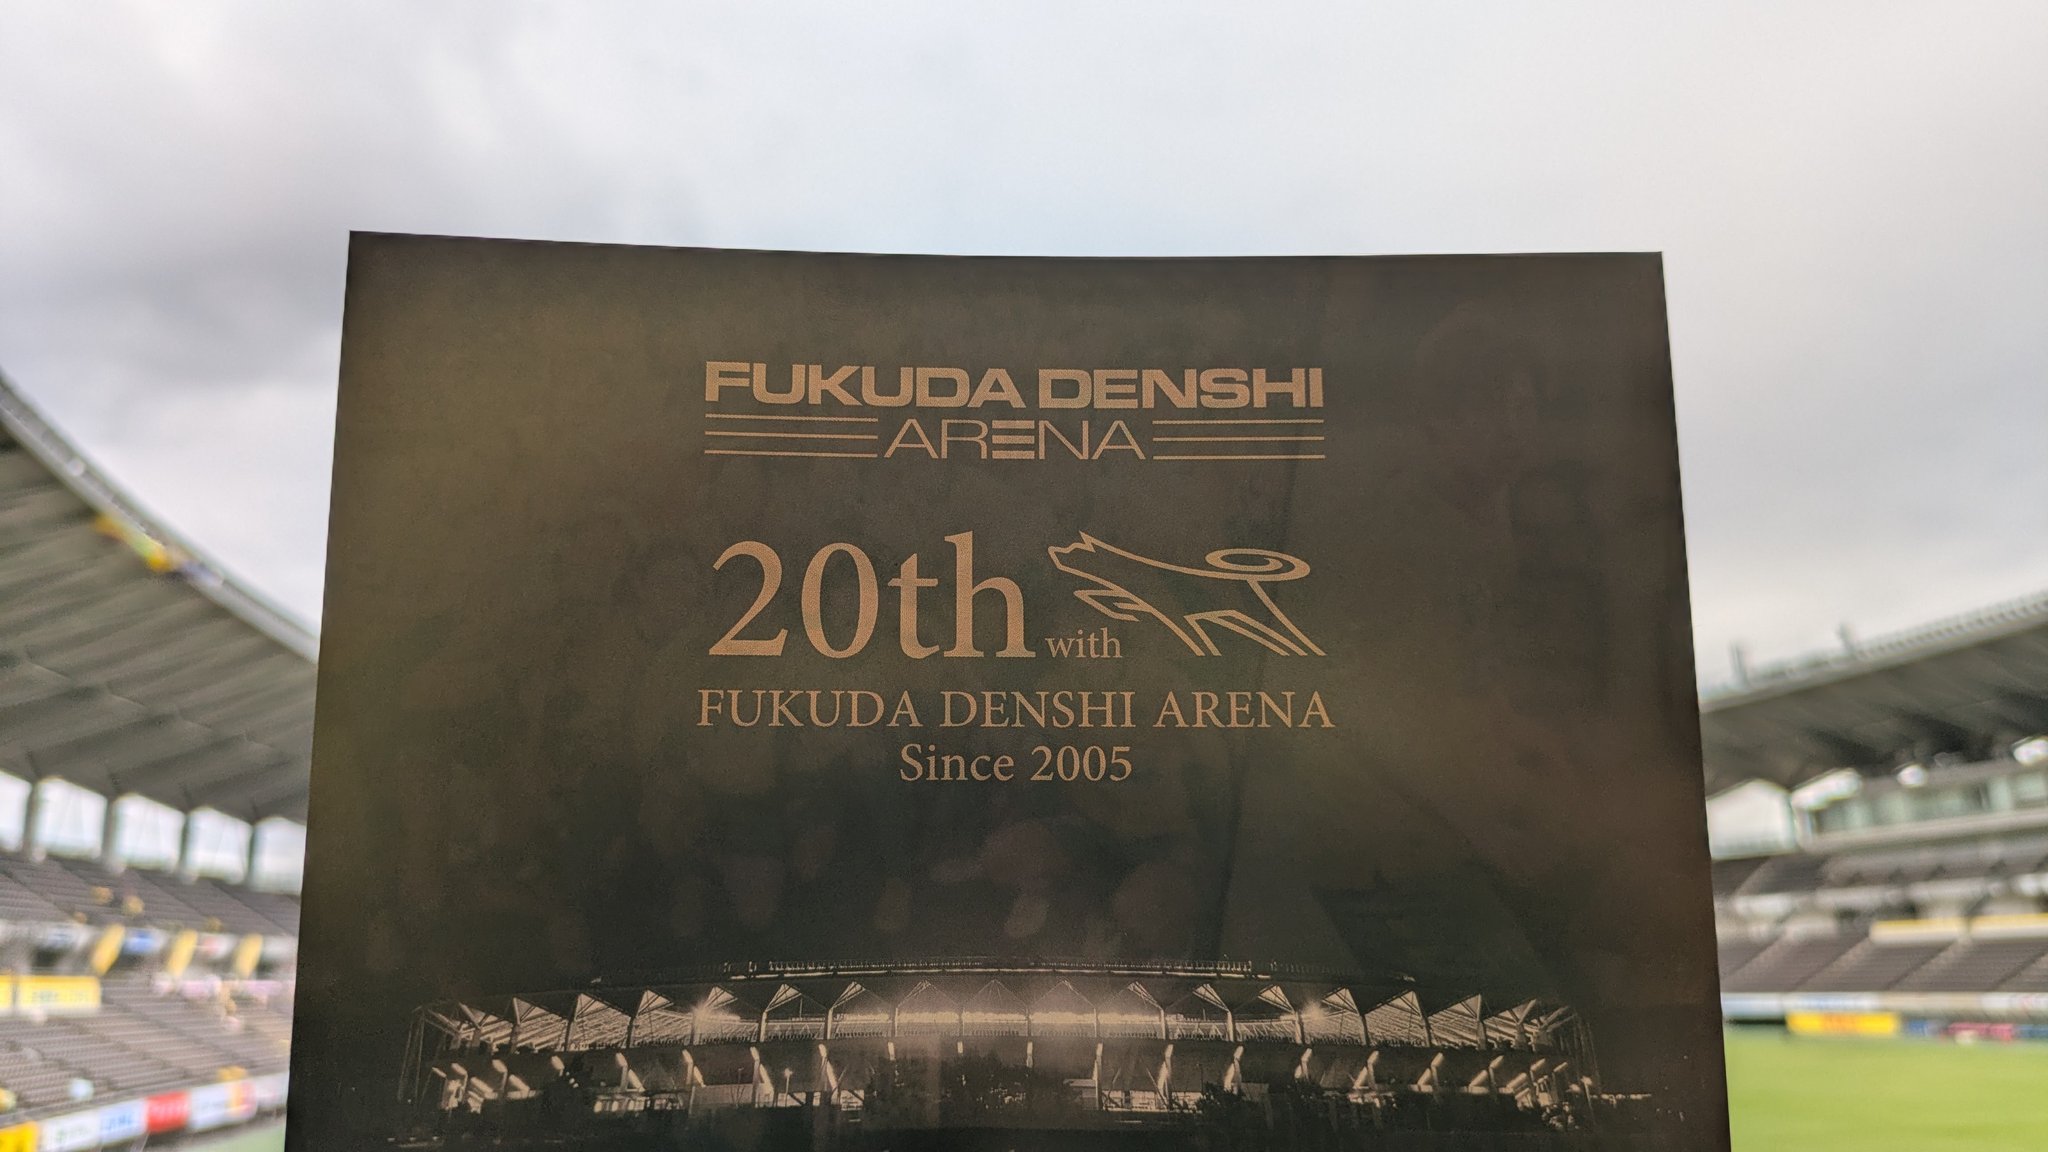 FUKUDA DENSHI
ARENA
20th with
FUKUDA DENSHI ARENA
Since 2005